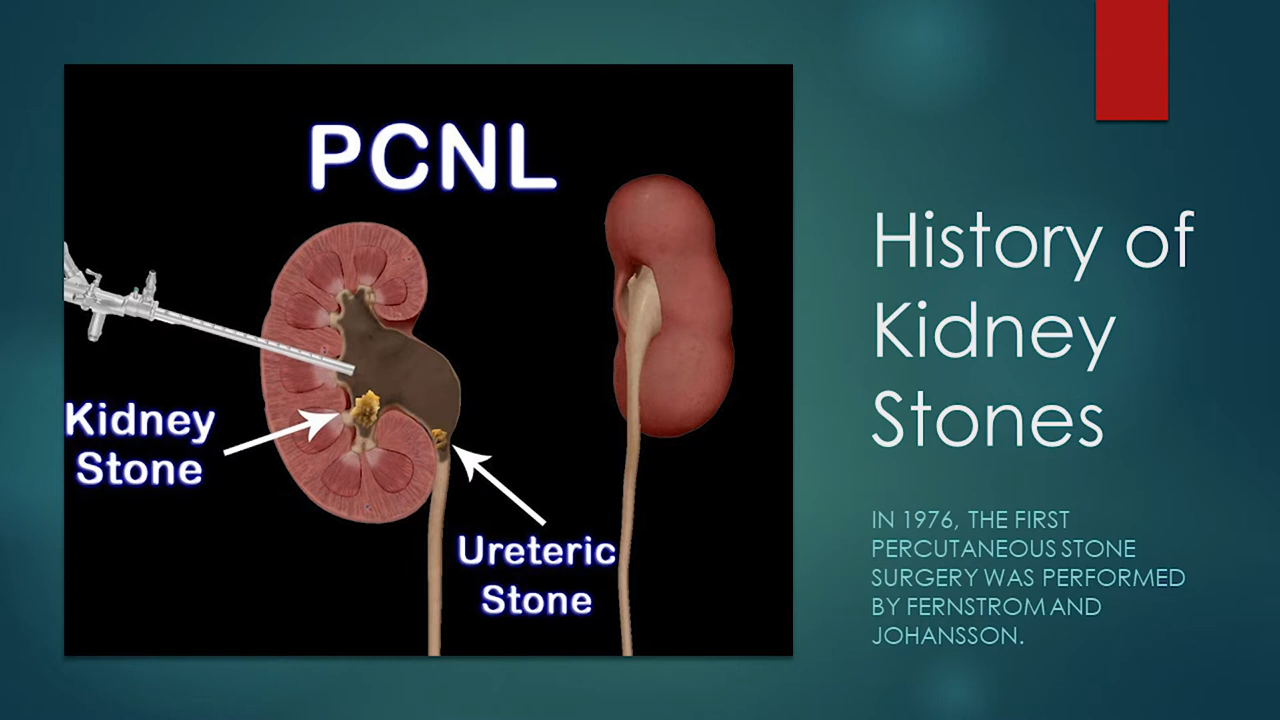 PCNL
Kidney
Stone
Ureteric
Stone
History of
Kidney
Stones
IN 1976, THE FIRST
PERCUTANEOUS STONE
SURGERY WAS PERFORMED
BY FERNSTROM AND
JOHANSSON.